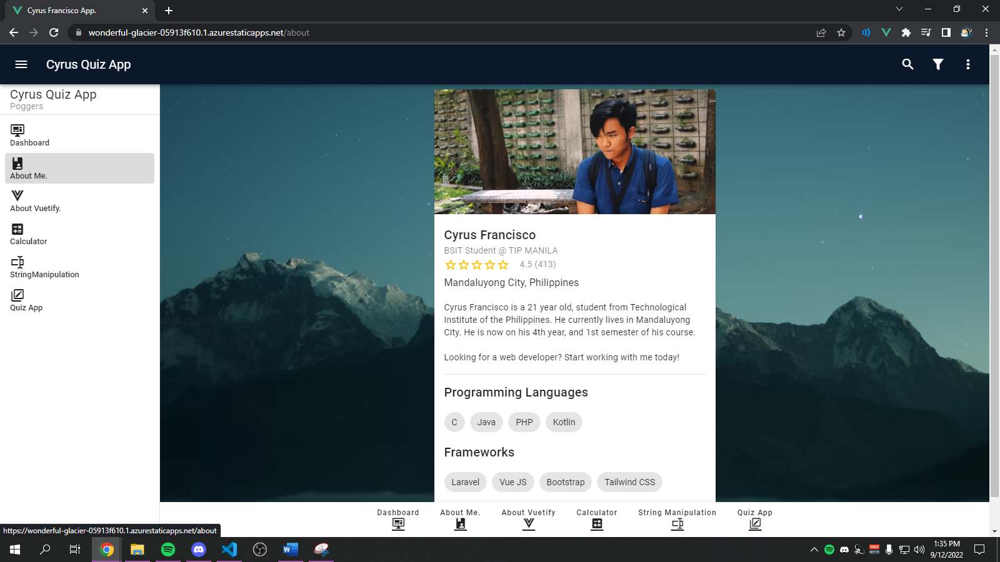 Cyrus Francisco App.
wonderful-glacier-05913f610.1.azurestaticapps.net/about
Cyrus Quiz App
Cyrus Quiz App
Poggers
Dashboard
About Me.
About Vuetify.
Calculator
StringManipulation
Quiz App
Cyrus Francisco
BSIT Student @ TIP MANILA
4.5 (413)
Mandaluyong City, Philippines
Cyrus Francisco is a 21 year old, student from Technological
Institute of the Philippines. He currently lives in Mandaluyong
City. He is now on his 4th year, and 1st semester of his course.
Looking for a web developer? Start working with me today!
Programming Languages
C Java PHP Kotlin
Frameworks
Laravel Vue JS Bootstrap Tailwind CSS
Dashboard About Me. About Vuetify Calculator String Manipulation Quiz App
https://wonderful-glacier-05913f610.1.azurestaticapps.net/about
1:35 PM
9/12/2022